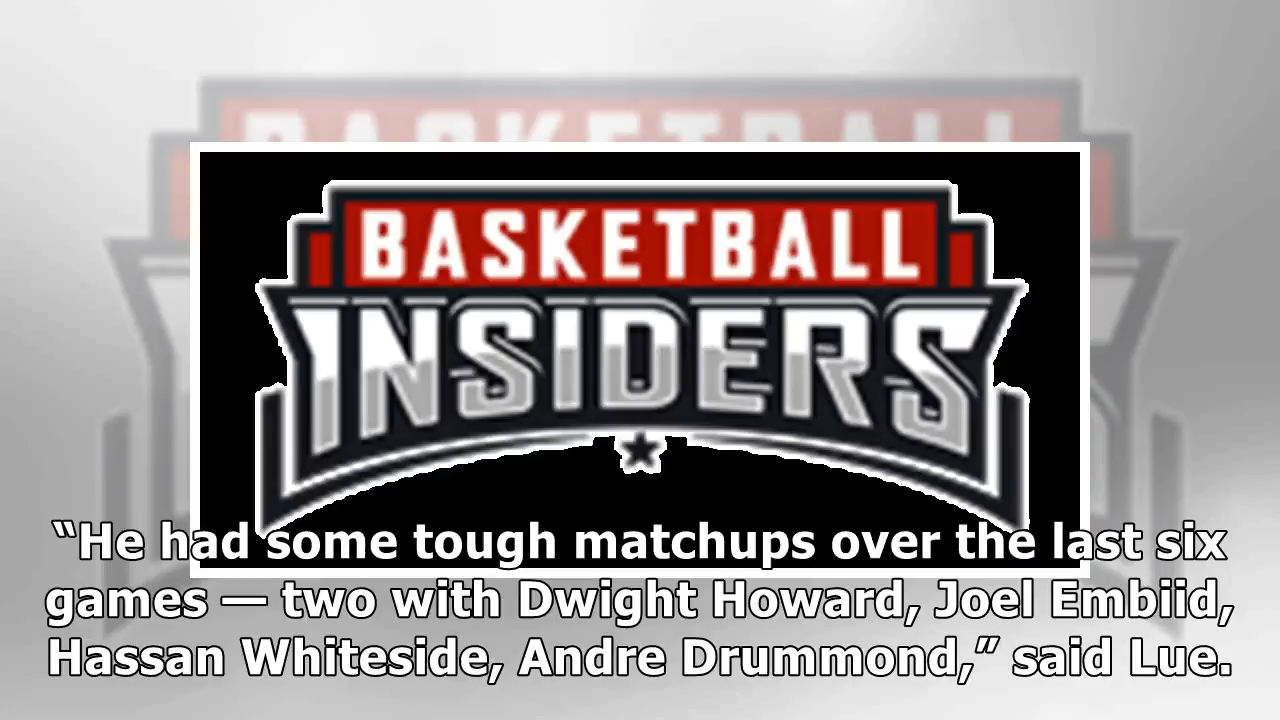 BASKETBALL
BASKETBALL
INSIDERS
“He had some tough matchups over the last six
games — two with Dwight Howard, Joel Embiid,
Hassan Whiteside, Andre Drummond,” said Lue.